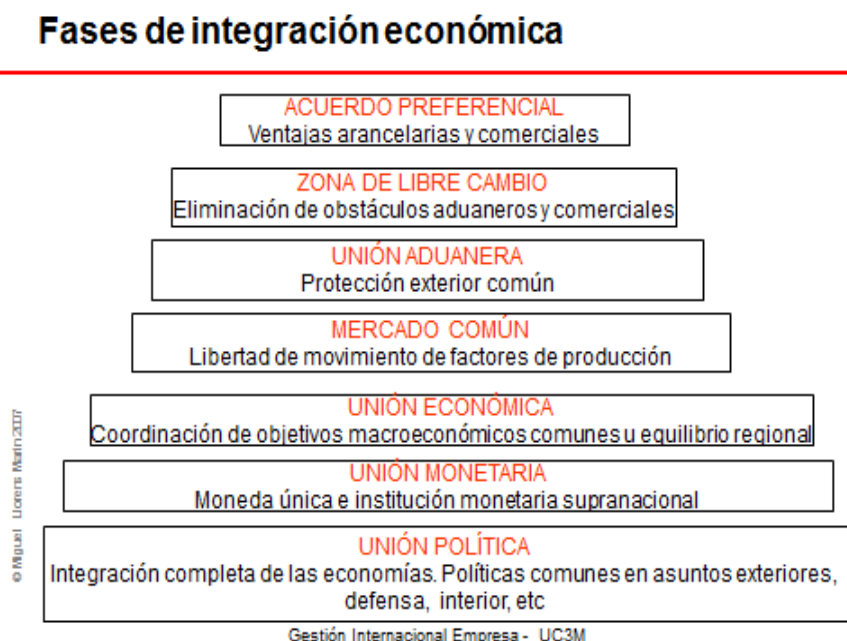 Fases de integración económica
ACUERDO PREFERENCIAL
Ventajas arancelarias y comerciales
ZONA DE LIBRE CAMBIO
Eliminación de obstáculos aduaneros y comerciales
UNIÓN ADUANERA
Protección exterior común
MERCADO COMÚN
Libertad de movimiento de factores de producción
UNIÓN ECONÓMICA
Coordinación de objetivos macroeconómicos comunes u equilibrio regional
UNIÓN MONETARIA
Moneda única e institución monetaria supranacional
UNIÓN POLÍTICA
Integración completa de las economías. Políticas comunes en asuntos exteriores,
defensa, interior, etc
© Miguel Llorens Marin 2007
Gestión Internacional Empresa - UC3M